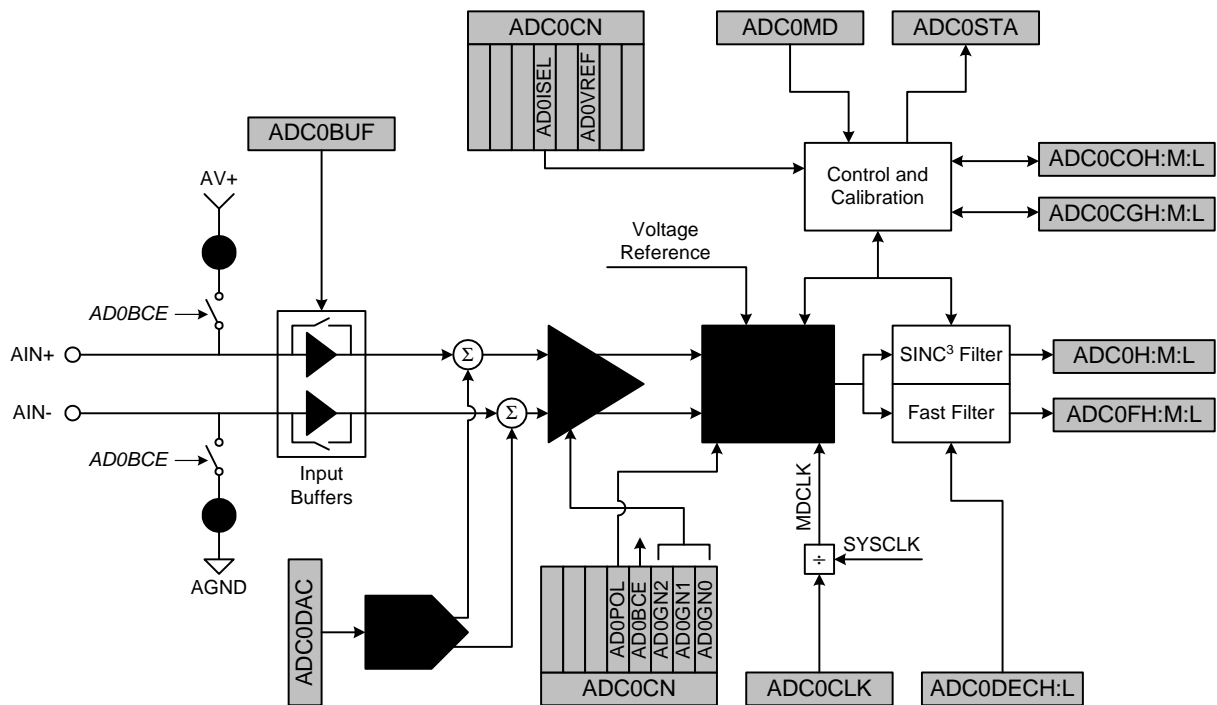 ADC0CN
AD0ISEL
AD0VREF
ADC0MD
ADC0STA
ADC0BUF
Control and
Calibration
ADC0COH:M:L
ADC0CGH:M:L
AV+
Voltage
Reference
AD0BCE
AIN+
Σ
SINC³ Filter
ADC0H:M:L
AIN-
Σ
Fast Filter
ADC0FH:M:L
AD0BCE
Input
Buffers
MDCLK
SYSCLK
÷
AGND
ADC0DAC
AD0POL
AD0BCE
AD0GN2
AD0GN1
AD0GN0
ADC0CN
ADC0CLK
ADC0DECH:L